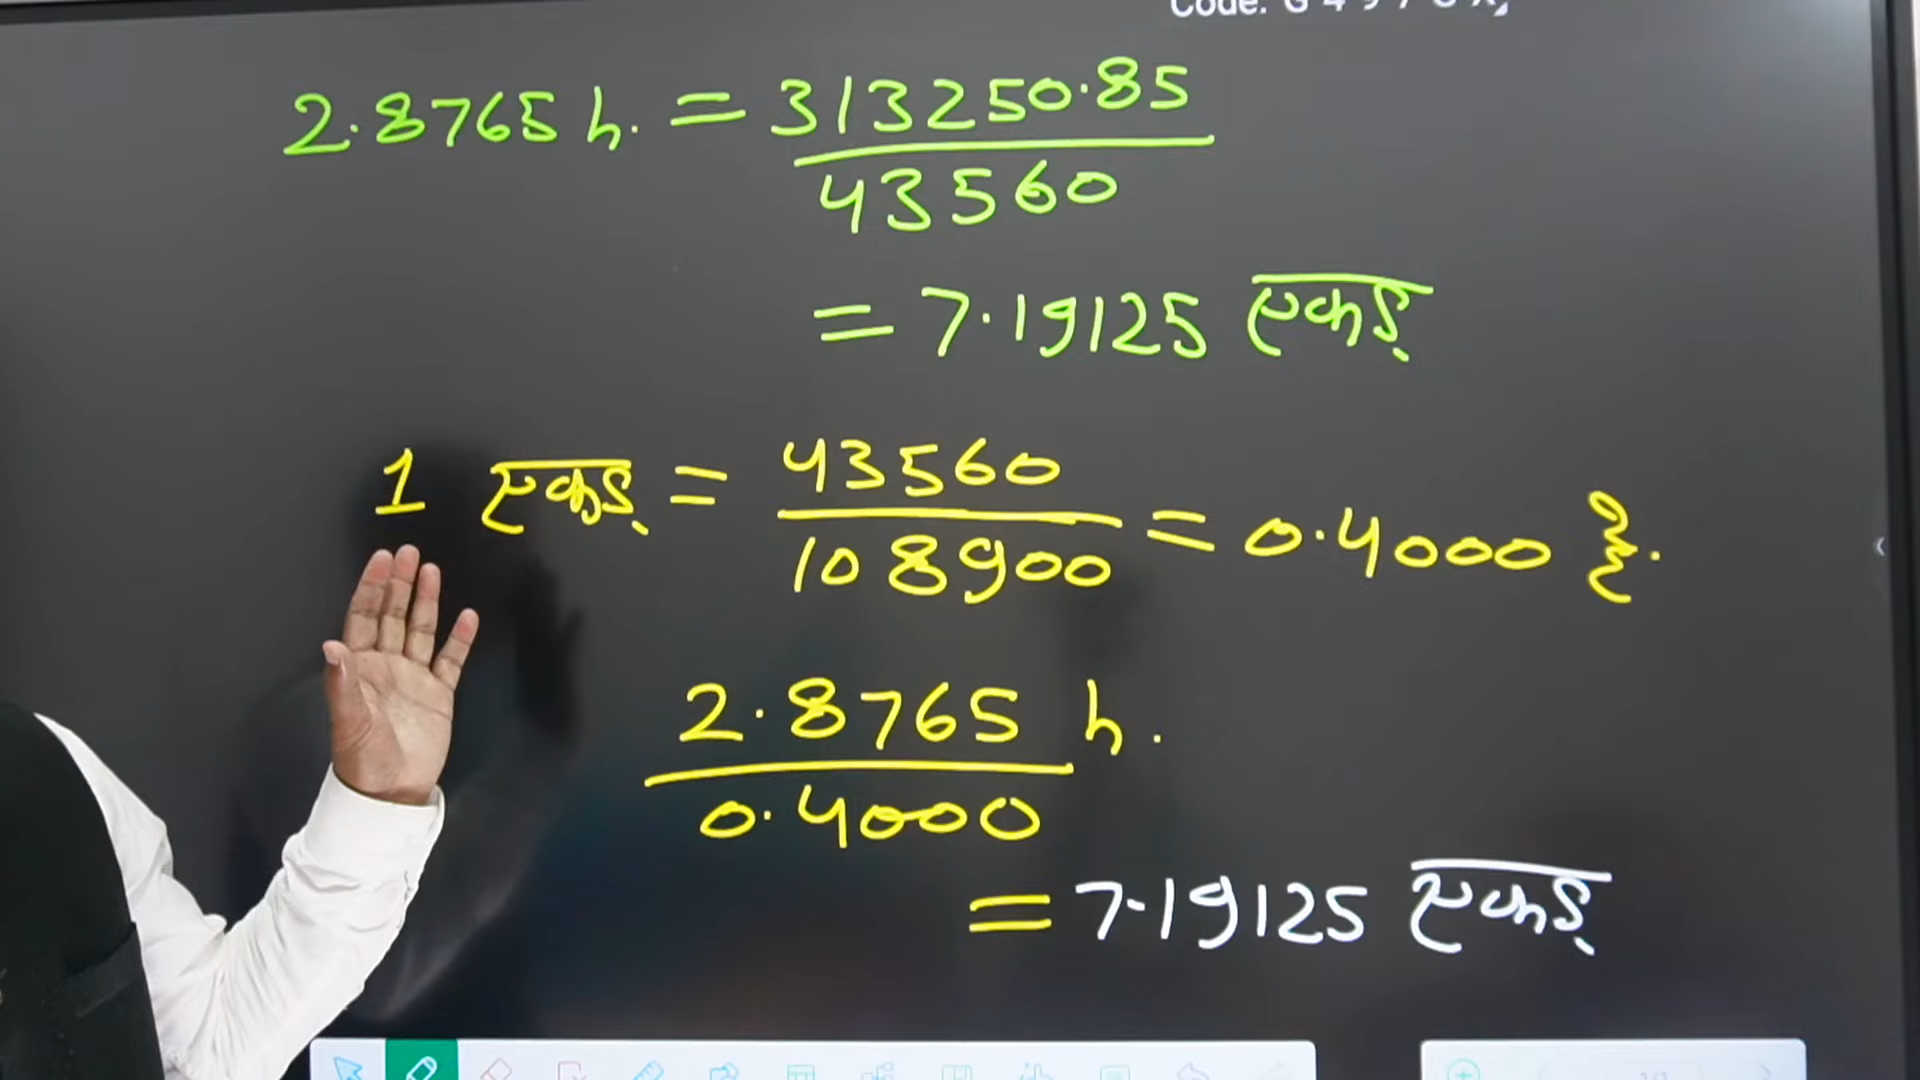 2.8765 h. = 313250.85
43560
= 7.19125 एकड़
1 एकड़ = 43560 = 0.4000 हे.
108900
2.8765 h.
0.4000
= 7.19125 एकड़